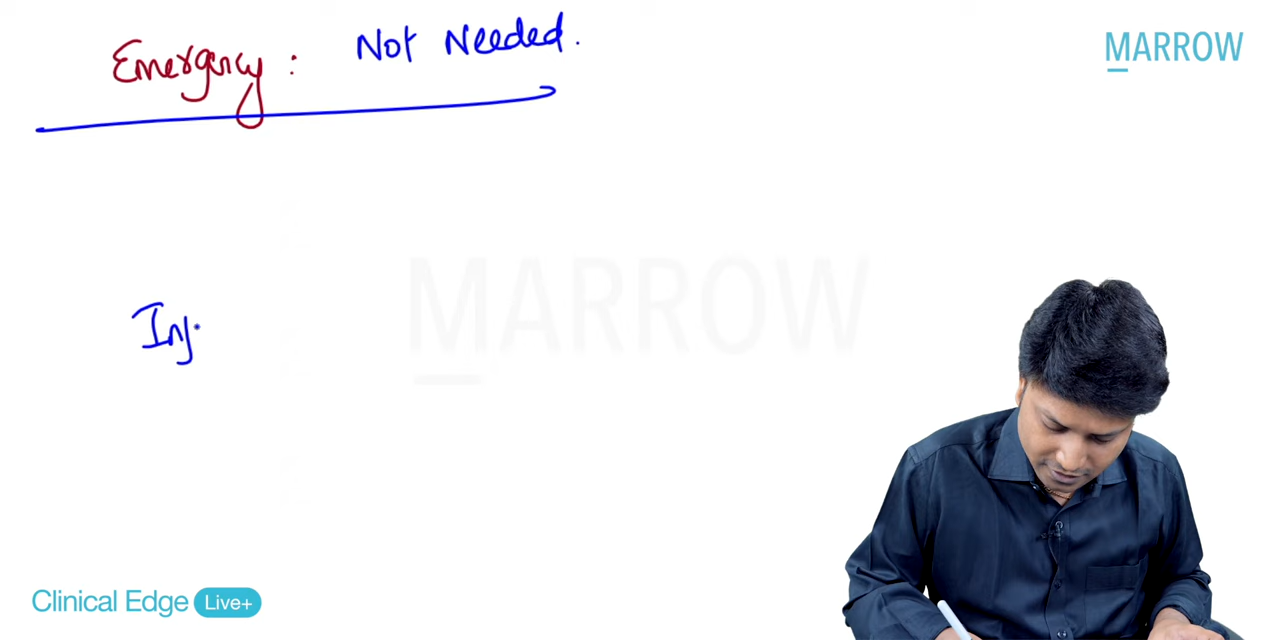 Emergency : Not Needed.
MARROW
MARROW
Inj.
Clinical Edge Live+